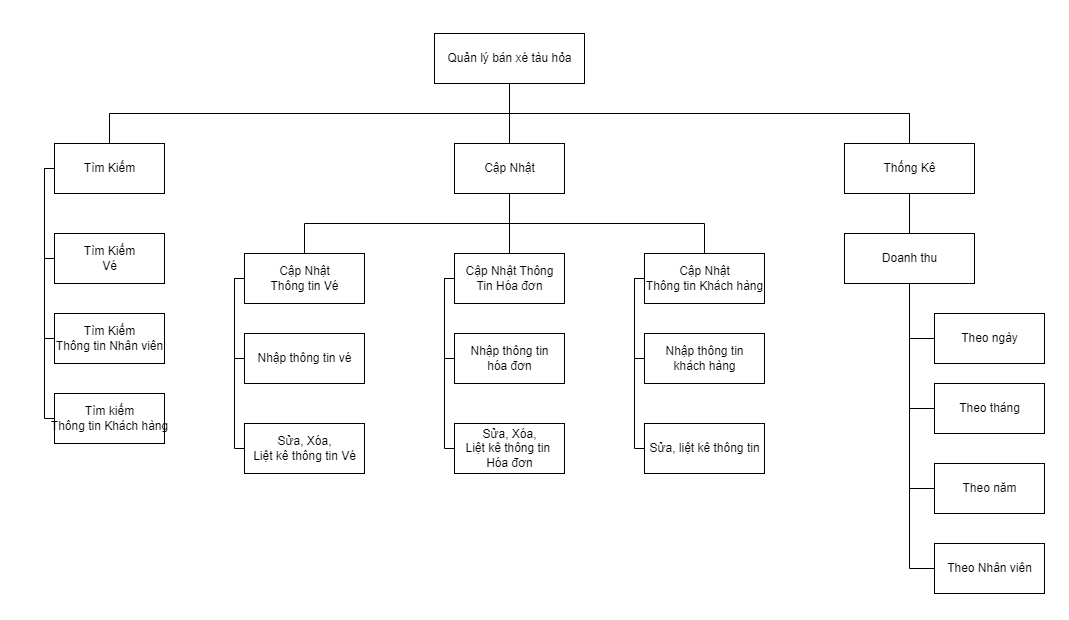 Quản lý bán xé tàu hỏa
Tìm Kiếm
Cập Nhật
Thống Kê
Tìm Kiếm
Vé
Doanh thu
Cập Nhật
Thông tin Vé
Cập Nhật Thông
Tin Hóa đơn
Cập Nhật
Thông tin Khách hàng
Tìm Kiếm
Thông tin Nhân viên
Nhập thông tin vé
Nhập thông tin
hóa đơn
Nhập thông tin
khách hàng
Theo ngày
Tìm kiếm
Thông tin Khách hàng
Theo tháng
Sửa, Xóa,
Liệt kê thông tin Vé
Sửa, Xóa,
Liệt kê thông tin
Hóa đơn
Sửa, liệt kê thông tin
Theo năm
Theo Nhân viên